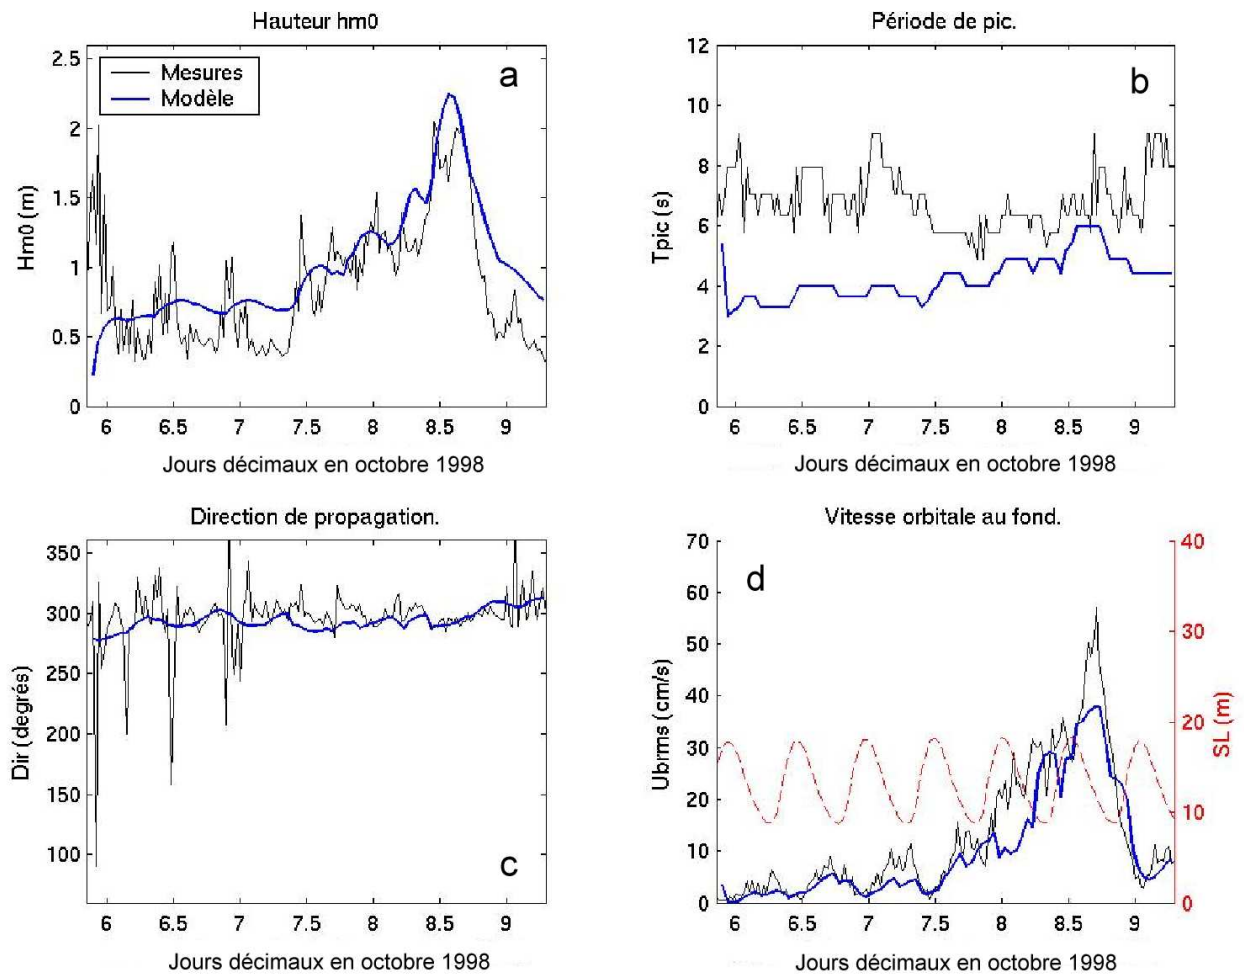 Hauteur hm0
Mesures
Modèle
a
2.5
2
1.5
1
0.5
0
Hm0 (m)
6 6.5 7 7.5 8 8.5 9
Jours décimaux en octobre 1998
Période de pic.
b
12
10
8
6
4
2
0
Tpic (s)
6 6.5 7 7.5 8 8.5 9
Jours décimaux en octobre 1998
Direction de propagation.
c
350
300
250
200
150
100
Dir (degrés)
6 6.5 7 7.5 8 8.5 9
Jours décimaux en octobre 1998
Vitesse orbitale au fond.
d
70
60
50
40
30
20
10
0
Ubrms (cm/s)
40
30
20
10
0
SL (m)
6 6.5 7 7.5 8 8.5 9
Jours décimaux en octobre 1998